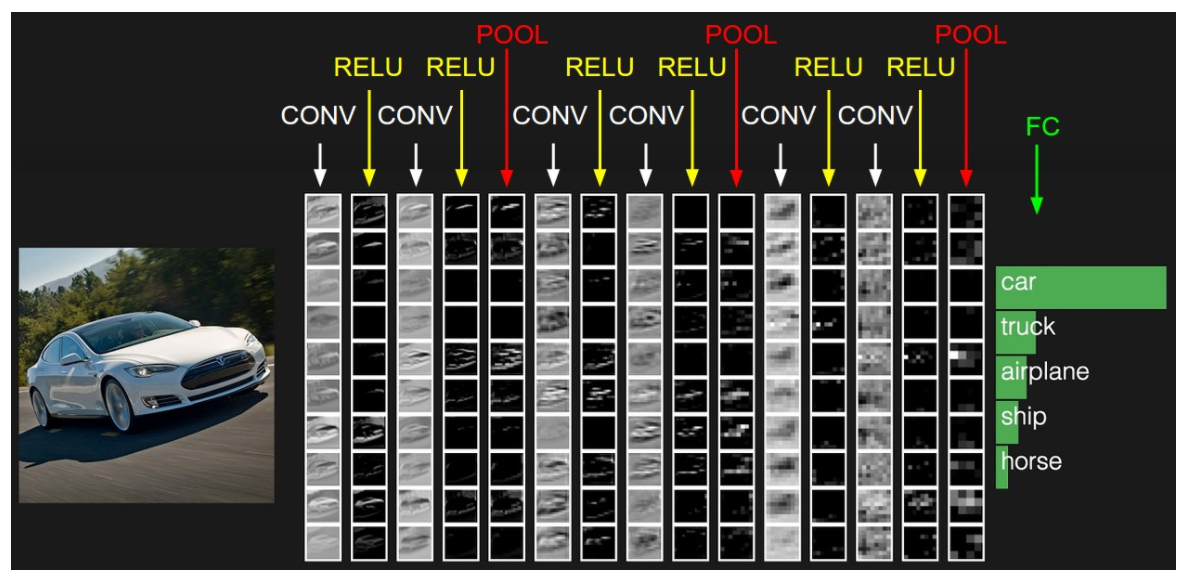 POOL POOL POOL
RELU RELU RELU RELU RELU RELU
CONV CONV CONV CONV CONV CONV
FC
car
truck
airplane
ship
horse